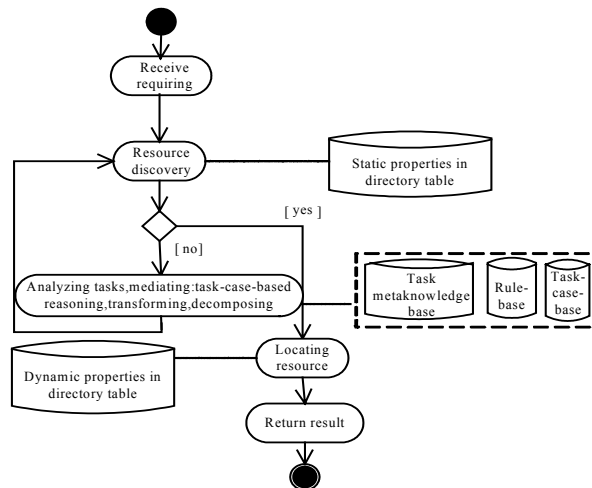 Receive
requiring
Resource
discovery
Static properties in
directory table
[ yes ]
[ no]
Analyzing tasks,mediating:task-case-based
reasoning,transforming,decomposing
Task
metaknowledge
base
Rule-
base
Task-
case-
base
Locating
resource
Dynamic properties in
directory table
Return result